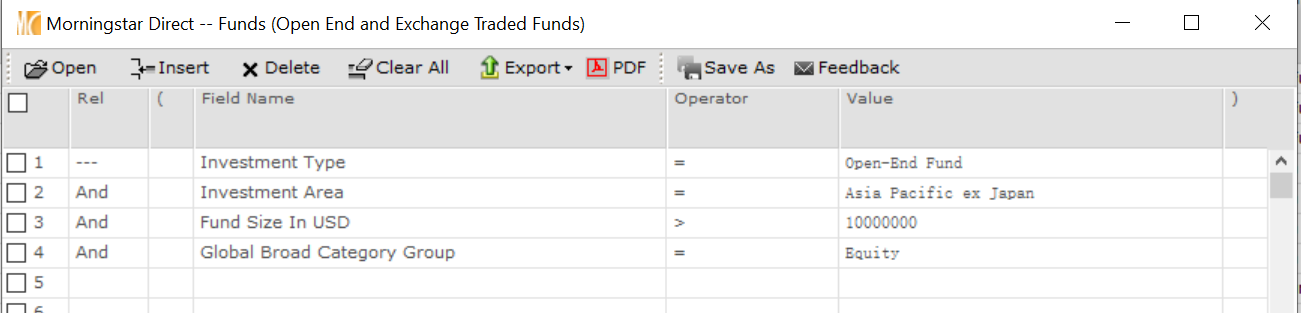 Morningstar Direct -- Funds (Open End and Exchange Traded Funds)
Open Insert Delete Clear All Export PDF Save As Feedback
Rel ( Field Name Operator Value )
1 --- Investment Type = Open-End Fund
2 And Investment Area = Asia Pacific ex Japan
3 And Fund Size In USD > 10000000
4 And Global Broad Category Group = Equity
5